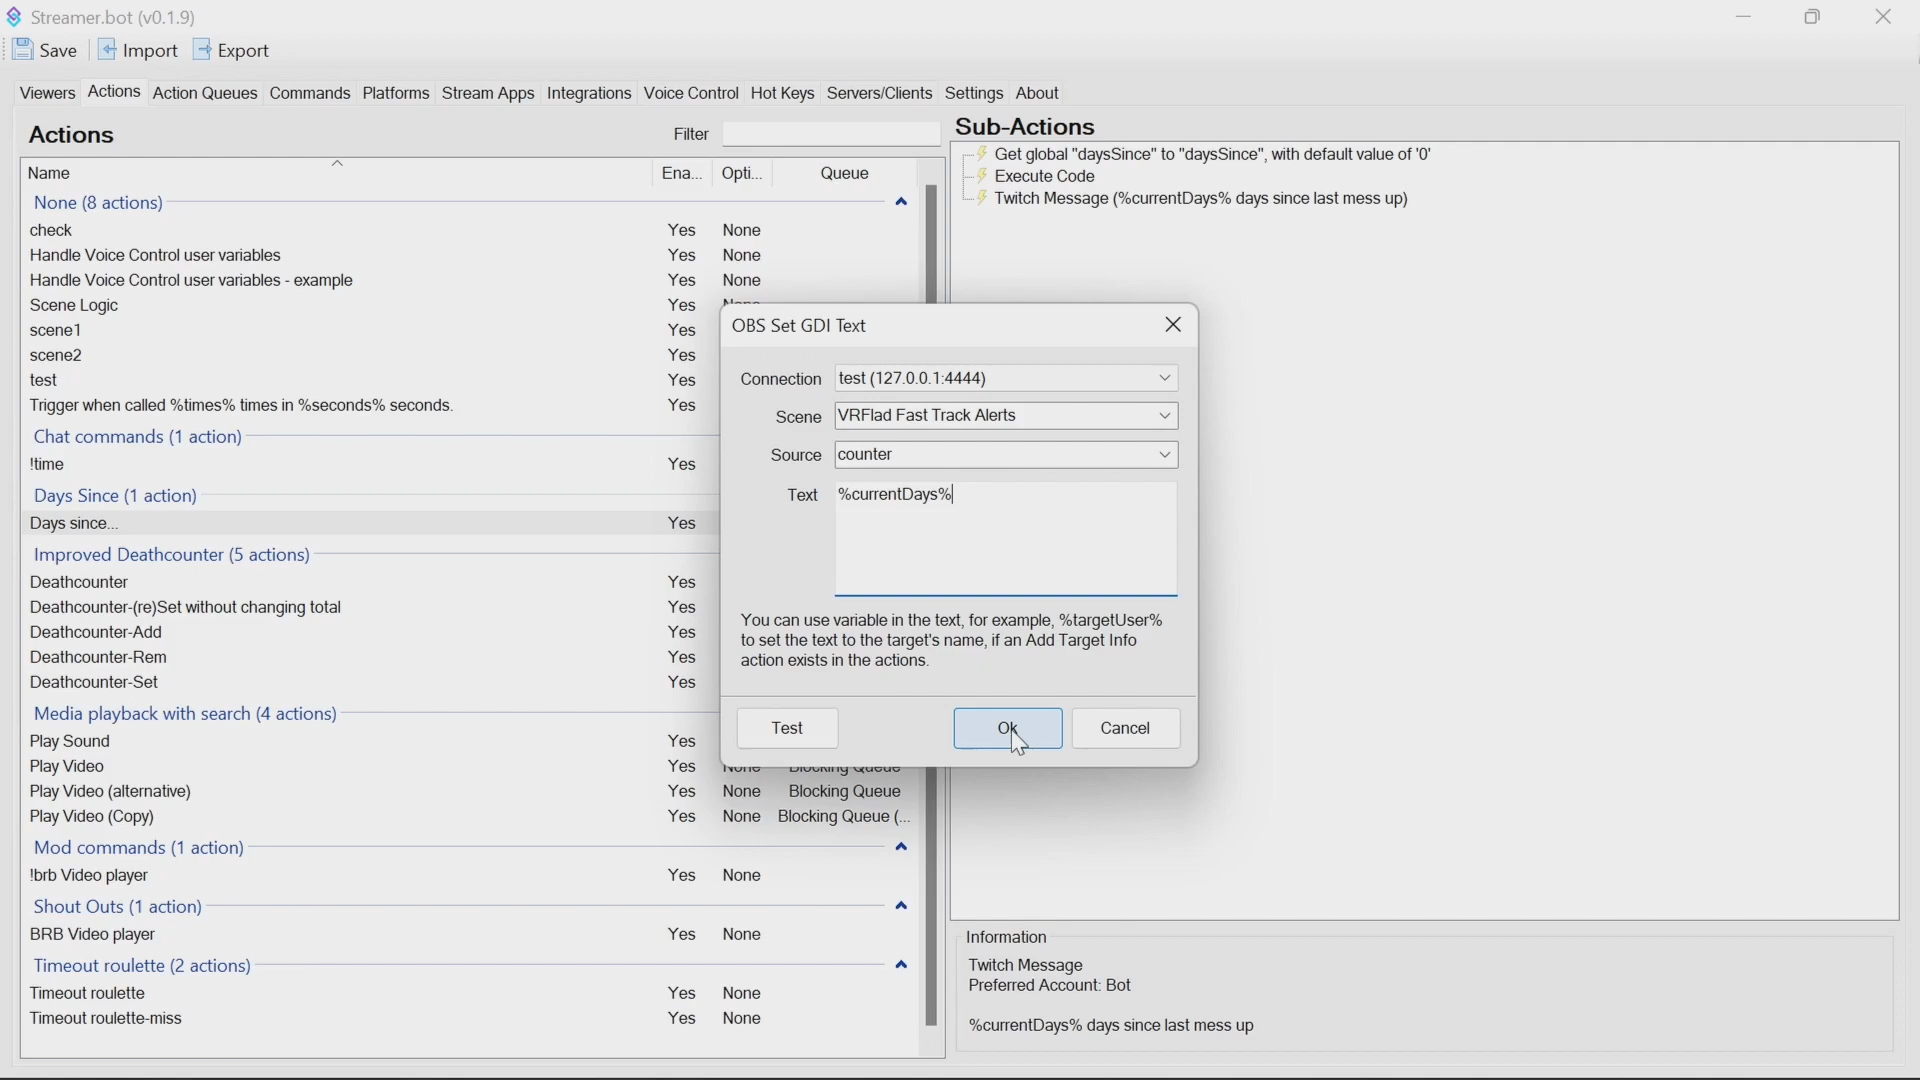 Streamer.bot (v0.1.9)
Save Import Export
Viewers Actions Action Queues Commands Platforms Stream Apps Integrations Voice Control Hot Keys Servers/Clients Settings About
Actions Filter
Name Ena... Opti... Queue
None (8 actions)
check Yes None
Handle Voice Control user variables Yes None
Handle Voice Control user variables - example Yes None
Scene Logic Yes None
scene1 Yes
scene2 Yes
test Yes
Trigger when called %times% times in %seconds% seconds. Yes
Chat commands (1 action)
!time Yes
Days Since (1 action)
Days since... Yes
Improved Deathcounter (5 actions)
Deathcounter Yes
Deathcounter-(re)Set without changing total Yes
Deathcounter-Add Yes
Deathcounter-Rem Yes
Deathcounter-Set Yes
Media playback with search (4 actions)
Play Sound Yes
Play Video Yes None Blocking Queue
Play Video (alternative) Yes None Blocking Queue
Play Video (Copy) Yes None Blocking Queue (...
Mod commands (1 action)
!brb Video player Yes None
Shout Outs (1 action)
BRB Video player Yes None
Timeout roulette (2 actions)
Timeout roulette Yes None
Timeout roulette-miss Yes None
Sub-Actions
Get global "daysSince" to "daysSince", with default value of '0'
Execute Code
Twitch Message (%currentDays% days since last mess up)
OBS Set GDI Text
Connection test (127.0.0.1:4444)
Scene VRFlad Fast Track Alerts
Source counter
Text %currentDays%
You can use variable in the text, for example, %targetUser%
to set the text to the target's name, if an Add Target Info
action exists in the actions.
Test Ok Cancel
Information
Twitch Message
Preferred Account: Bot
%currentDays% days since last mess up